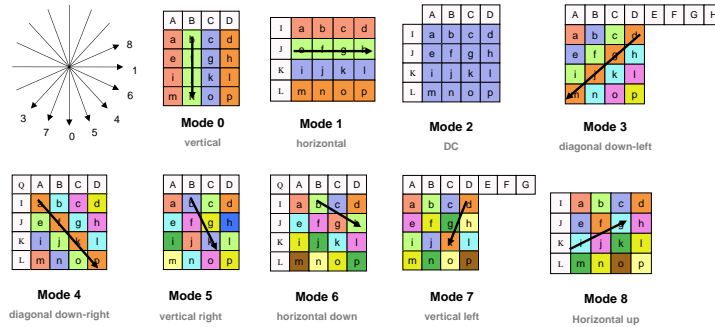 8
1
6
4
5
0
7
3
A B C D
a b c d
e f g h
i k l
m n o p
Mode 0
vertical
I a b c d
J e f g h
K i j k l
L m n o p
Mode 1
horizontal
A B C D
I a b c d
J e f g h
K i j k l
L m n o p
Mode 2
DC
A B C D E F G H
a b c d
e f g h
i j k l
m n o p
Mode 3
diagonal down-left
Q A B C D
I a b c d
J e f g h
K i j k l
L m n o p
Mode 4
diagonal down-right
A B C D
a b c d
e f g h
i j k l
m n o p
Mode 5
vertical right
Q A B C D
I a b c d
J e f g h
K i j k l
L m n o p
Mode 6
horizontal down
A B C D E F G
a b c d
e f g h
i j k l
m n o p
Mode 7
vertical left
I a b c d
J e f g h
K i j k l
L m n o p
Mode 8
Horizontal up